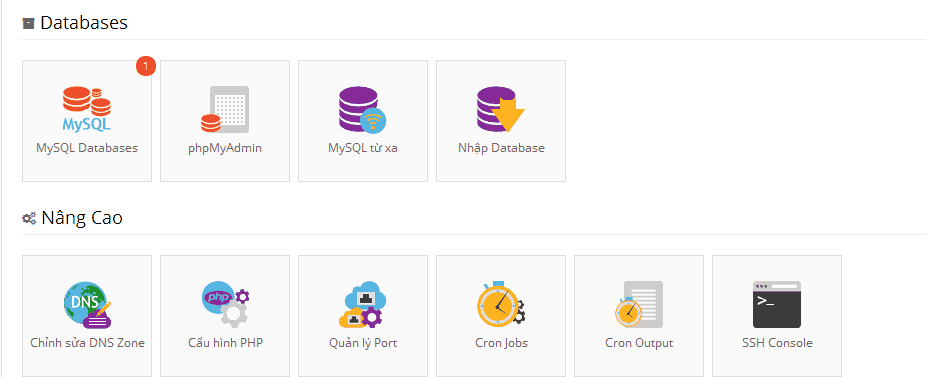 Databases
1
MySQL
MySQL Databases
phpMyAdmin
MySQL từ xa
Nhập Database
Nâng Cao
DNS
php
>_
Chỉnh sửa DNS Zone
Cấu hình PHP
Quản lý Port
Cron Jobs
Cron Output
SSH Console